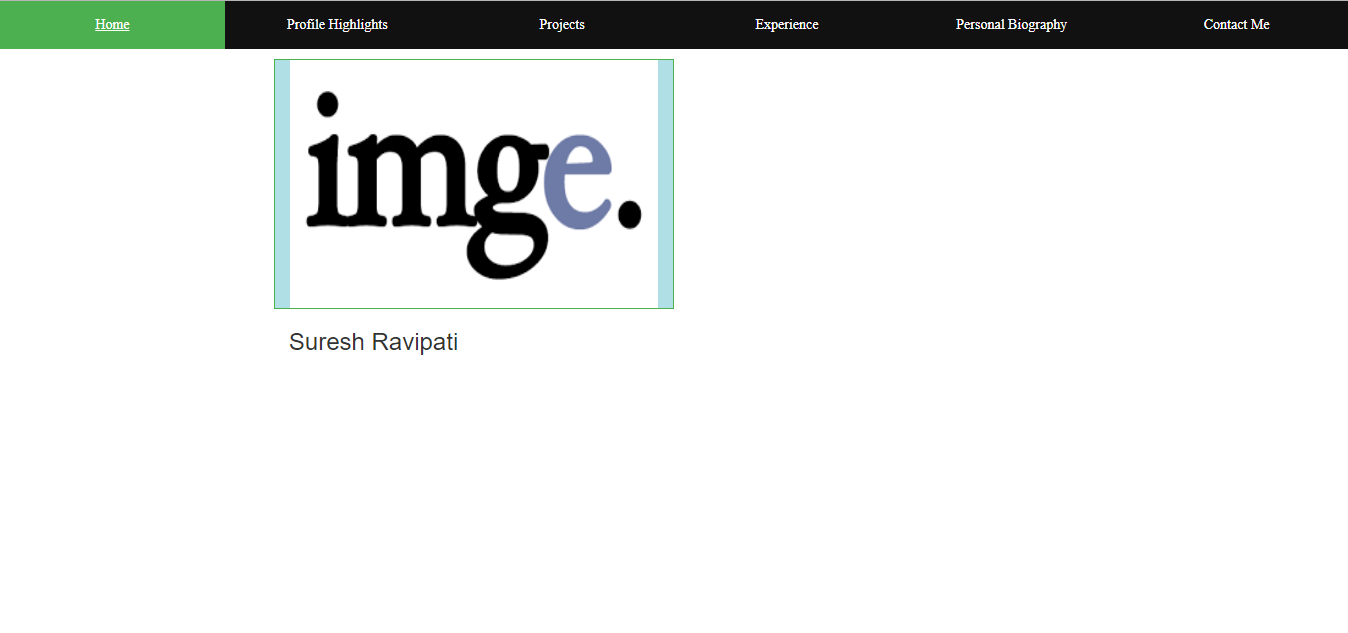 Home Profile Highlights Projects Experience Personal Biography Contact Me
imge.
Suresh Ravipati